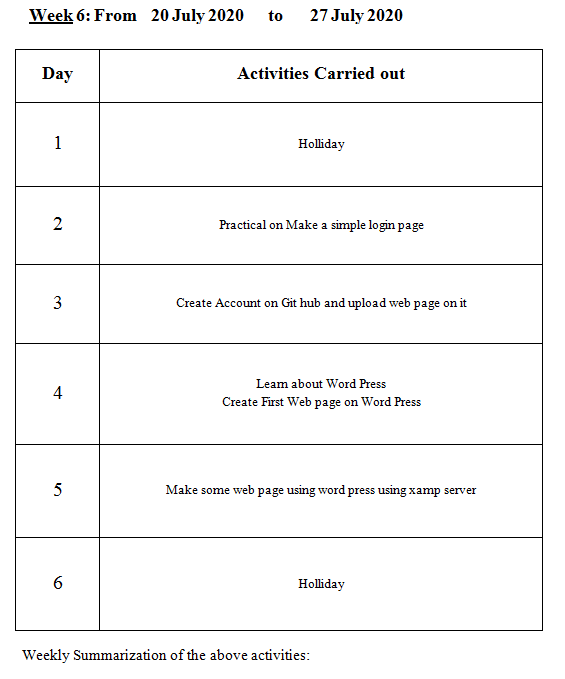 Week 6: From 20 July 2020 to 27 July 2020
Day Activities Carried out
1 Holliday
2 Practical on Make a simple login page
3 Create Account on Git hub and upload web page on it
4 Learn about Word Press
Create First Web page on Word Press
5 Make some web page using word press using xamp server
6 Holliday
Weekly Summarization of the above activities: